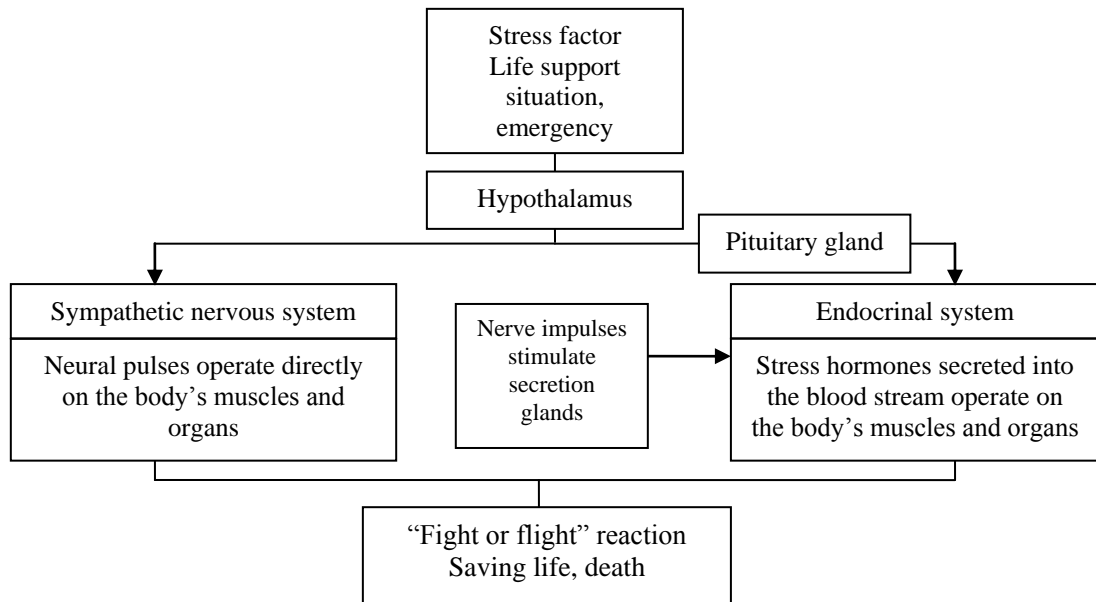 Stress factor
Life support
situation,
emergency
Hypothalamus
Pituitary gland
Sympathetic nervous system
Neural pulses operate directly
on the body’s muscles and
organs
Nerve impulses
stimulate
secretion
glands
Endocrinal system
Stress hormones secreted into
the blood stream operate on
the body’s muscles and organs
“Fight or flight” reaction
Saving life, death